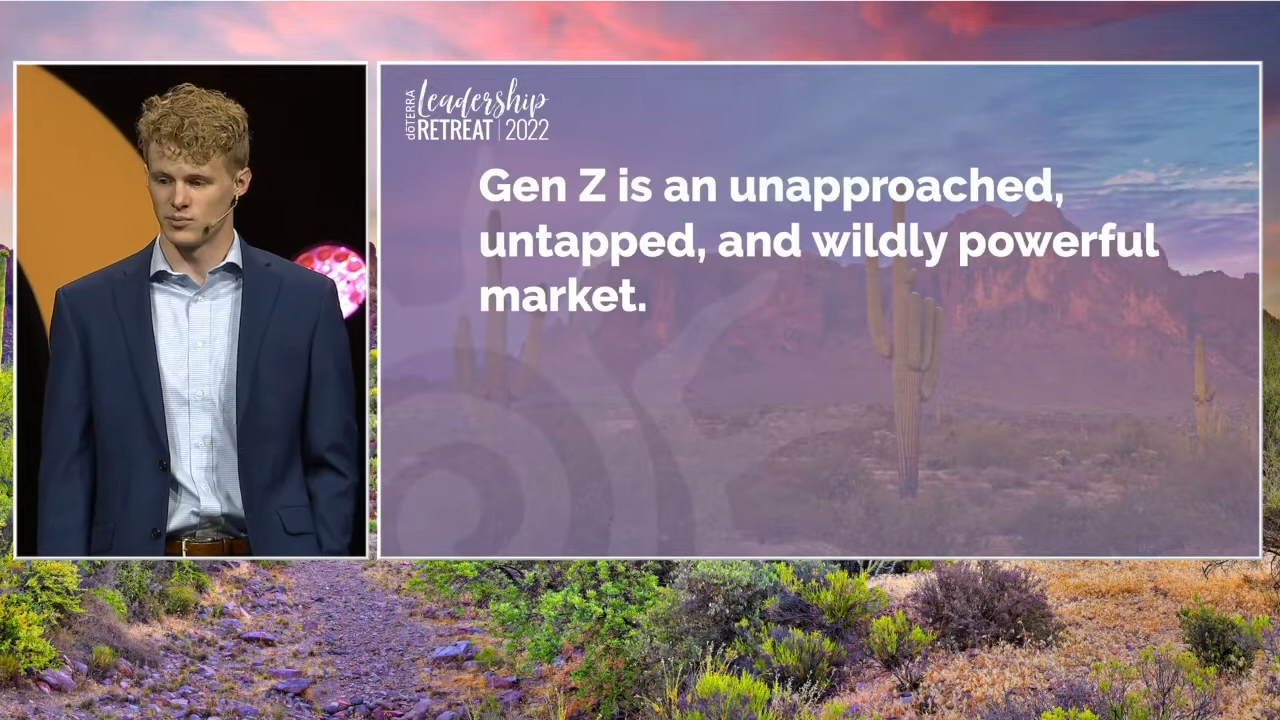 dōTERRA
Leadership
RETREAT | 2022
Gen Z is an unapproached,
untapped, and wildly powerful
market.